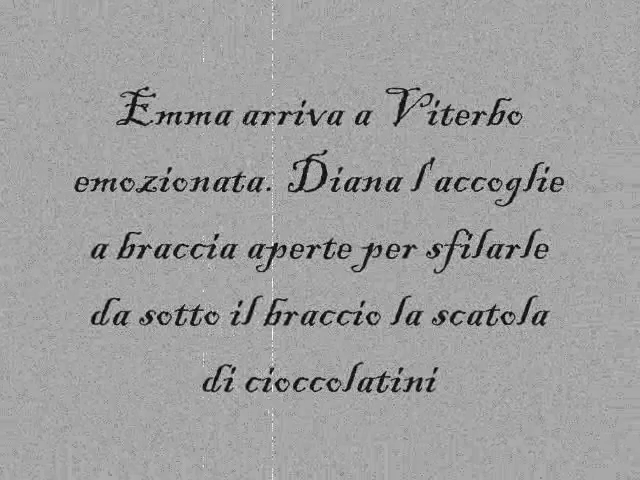 Emma arriva a Viterbo
emozionata. Diana l'accoglie
a braccia aperte per sfilarle
da sotto il braccio la scatola
di cioccolatini